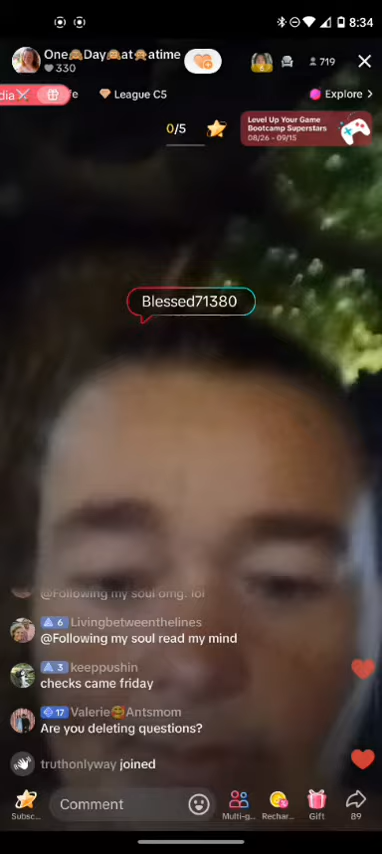 8:34
One🙈Day🙉at🙊atime
330
719
dia
League C5
Explore >
0/5
Level Up Your Game
Bootcamp Superstars
08/26 - 09/15
Blessed71380
@Following my soul omg. lol
6 Livingbetweenthelines
@Following my soul read my mind
3 keeppushin
checks came friday
17 Valerie🥰Antsmom
Are you deleting questions?
truthonlyway joined
Subsc...
Comment
Multi-g...
Rechar...
Gift
89